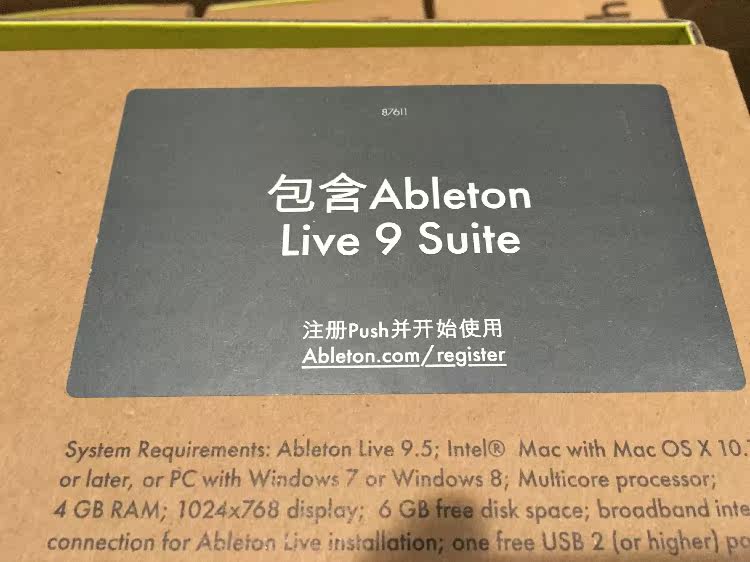 87611
包含Ableton
Live 9 Suite
注册Push并开始使用
Ableton.com/register
System Requirements: Ableton Live 9.5; Intel® Mac with Mac OS X
or later, or PC with Windows 7 or Windows 8; Multicore processor;
4 GB RAM; 1024x768 display; 6 GB free disk space; broadband
connection for Ableton Live installation; one free USB 2 (or higher)